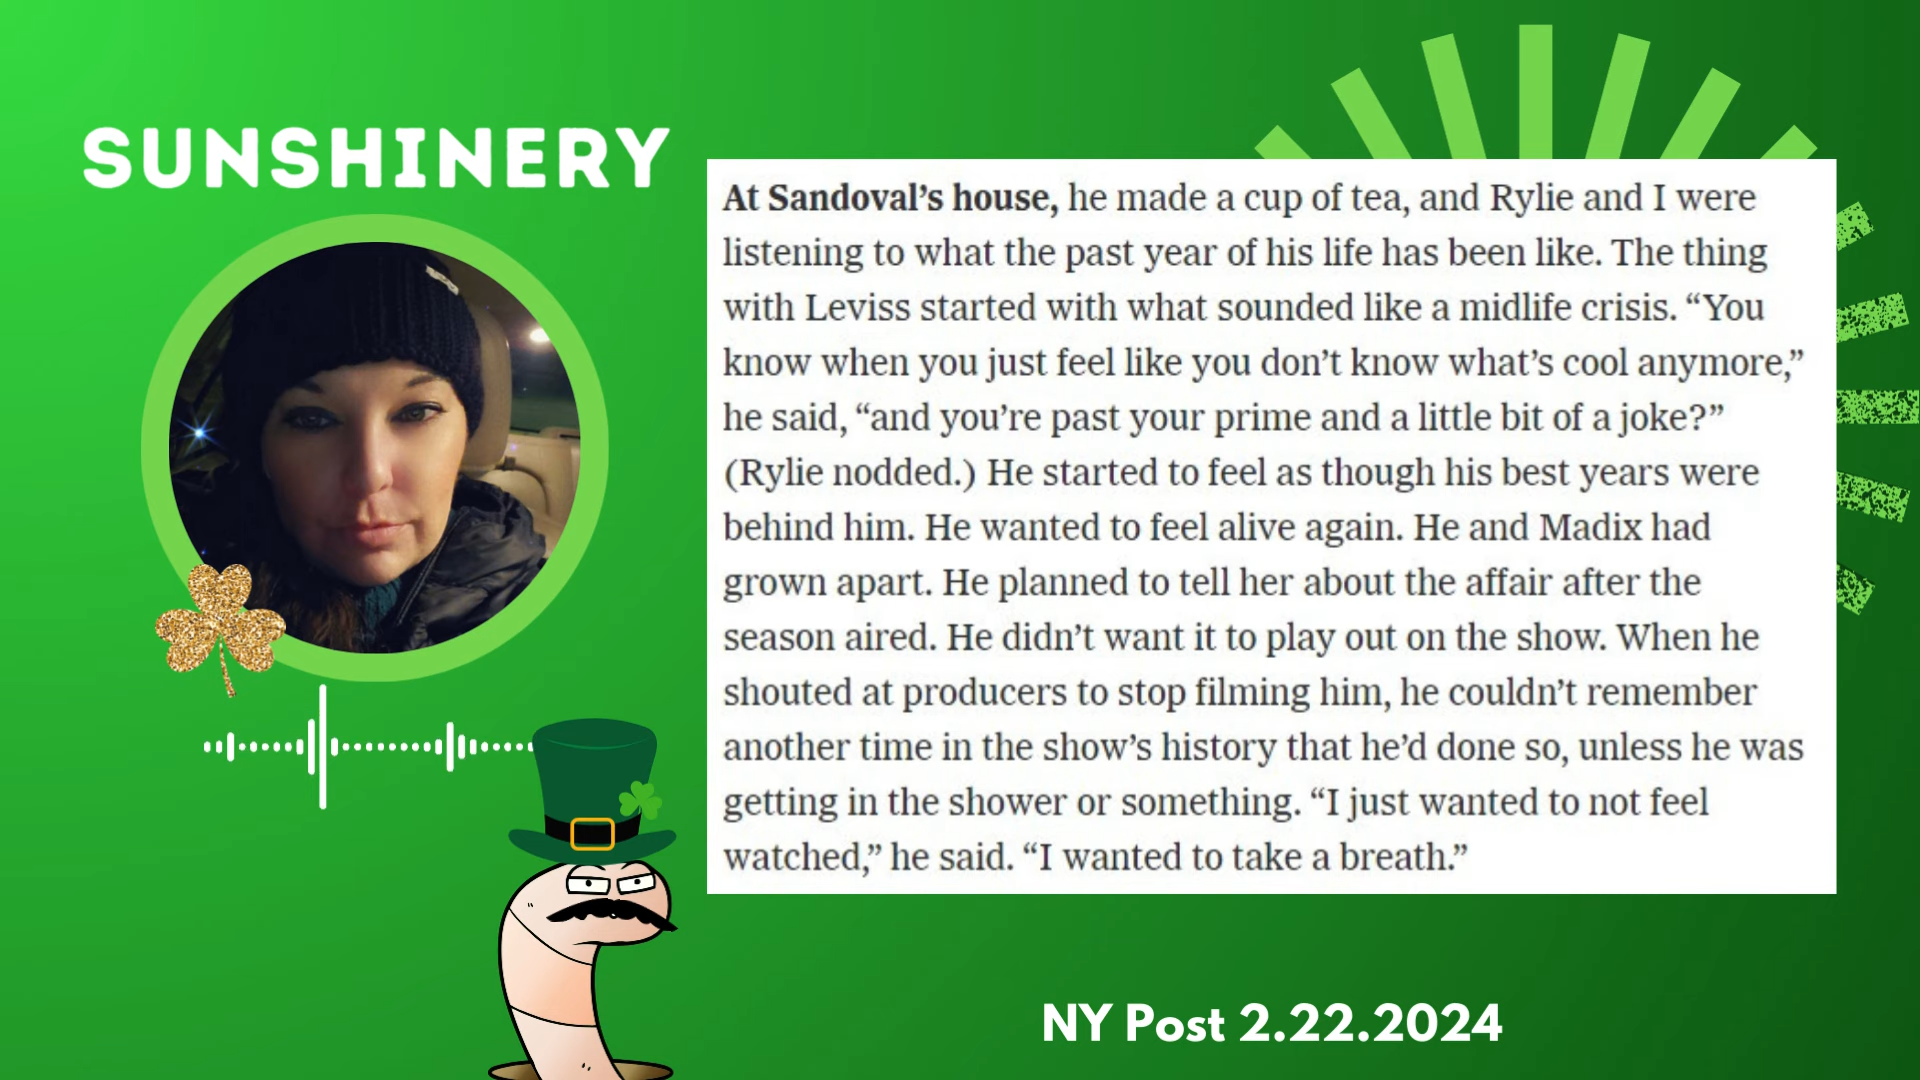 SUNSHINERY
At Sandoval’s house, he made a cup of tea, and Rylie and I were
listening to what the past year of his life has been like. The thing
with Leviss started with what sounded like a midlife crisis. “You
know when you just feel like you don’t know what’s cool anymore,”
he said, “and you’re past your prime and a little bit of a joke?”
(Rylie nodded.) He started to feel as though his best years were
behind him. He wanted to feel alive again. He and Madix had
grown apart. He planned to tell her about the affair after the
season aired. He didn’t want it to play out on the show. When he
shouted at producers to stop filming him, he couldn’t remember
another time in the show’s history that he’d done so, unless he was
getting in the shower or something. “I just wanted to not feel
watched,” he said. “I wanted to take a breath.”
NY Post 2.22.2024